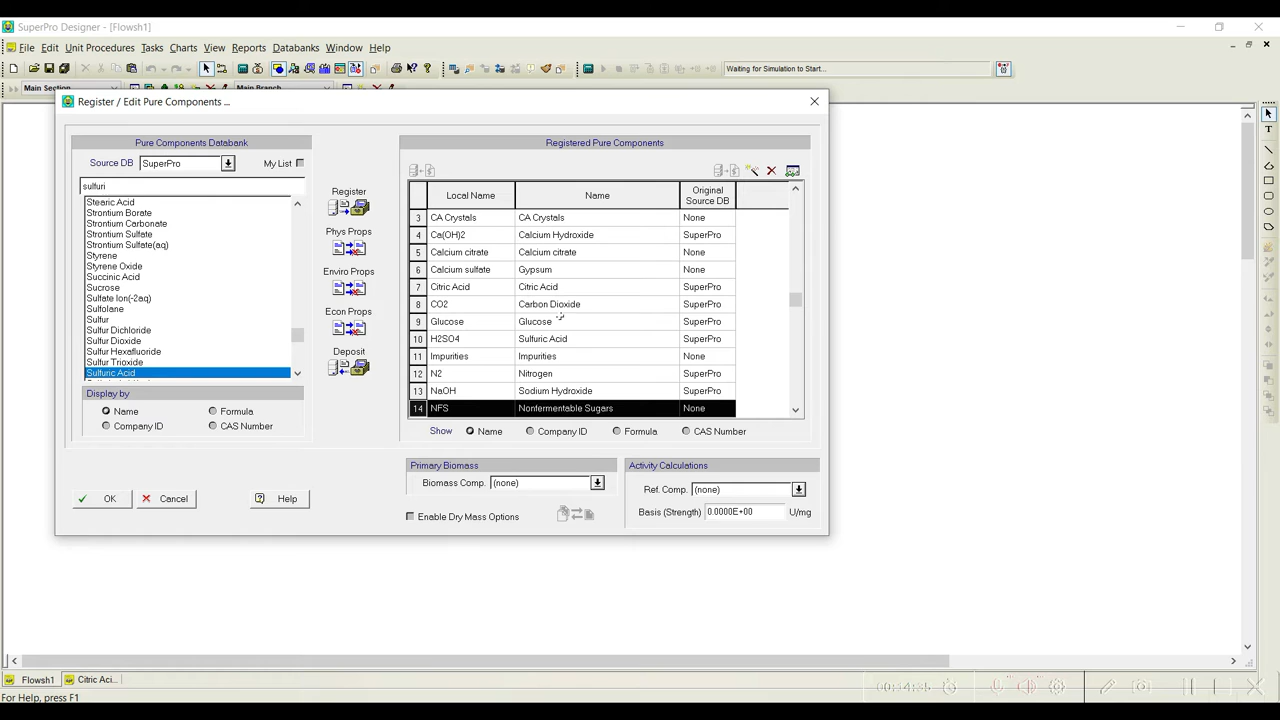 SuperPro Designer - [Flowsh1]
File Edit Unit Procedures Tasks Charts View Reports Databanks Window Help
Waiting for Simulation to Start...
Main Section
Main Branch
Register / Edit Pure Components ...
Pure Components Databank
Source DB SuperPro My List
sulfuri
Stearic Acid
Strontium Borate
Strontium Carbonate
Strontium Sulfate
Strontium Sulfate(aq)
Styrene
Styrene Oxide
Succinic Acid
Sucrose
Sulfate Ion(-2aq)
Sulfolane
Sulfur
Sulfur Dichloride
Sulfur Dioxide
Sulfur Hexafluoride
Sulfur Trioxide
Sulfuric Acid
Display by
Name Formula
Company ID CAS Number
OK Cancel Help
Register
Phys Props
Enviro Props
Econ Props
Deposit
Registered Pure Components
Local Name Name Original Source DB
3 CA Crystals CA Crystals None
4 Ca(OH)2 Calcium Hydroxide SuperPro
5 Calcium citrate Calcium citrate None
6 Calcium sulfate Gypsum None
7 Citric Acid Citric Acid SuperPro
8 CO2 Carbon Dioxide SuperPro
9 Glucose Glucose SuperPro
10 H2SO4 Sulfuric Acid SuperPro
11 Impurities Impurities None
12 N2 Nitrogen SuperPro
13 NaOH Sodium Hydroxide SuperPro
14 NFS Nonfermentable Sugars None
Show Name Company ID Formula CAS Number
Primary Biomass
Biomass Comp. (none)
Enable Dry Mass Options
Activity Calculations
Ref. Comp. (none)
Basis (Strength) 0.0000E+00 U/mg
Flowsh1 Citric Aci...
For Help, press F1